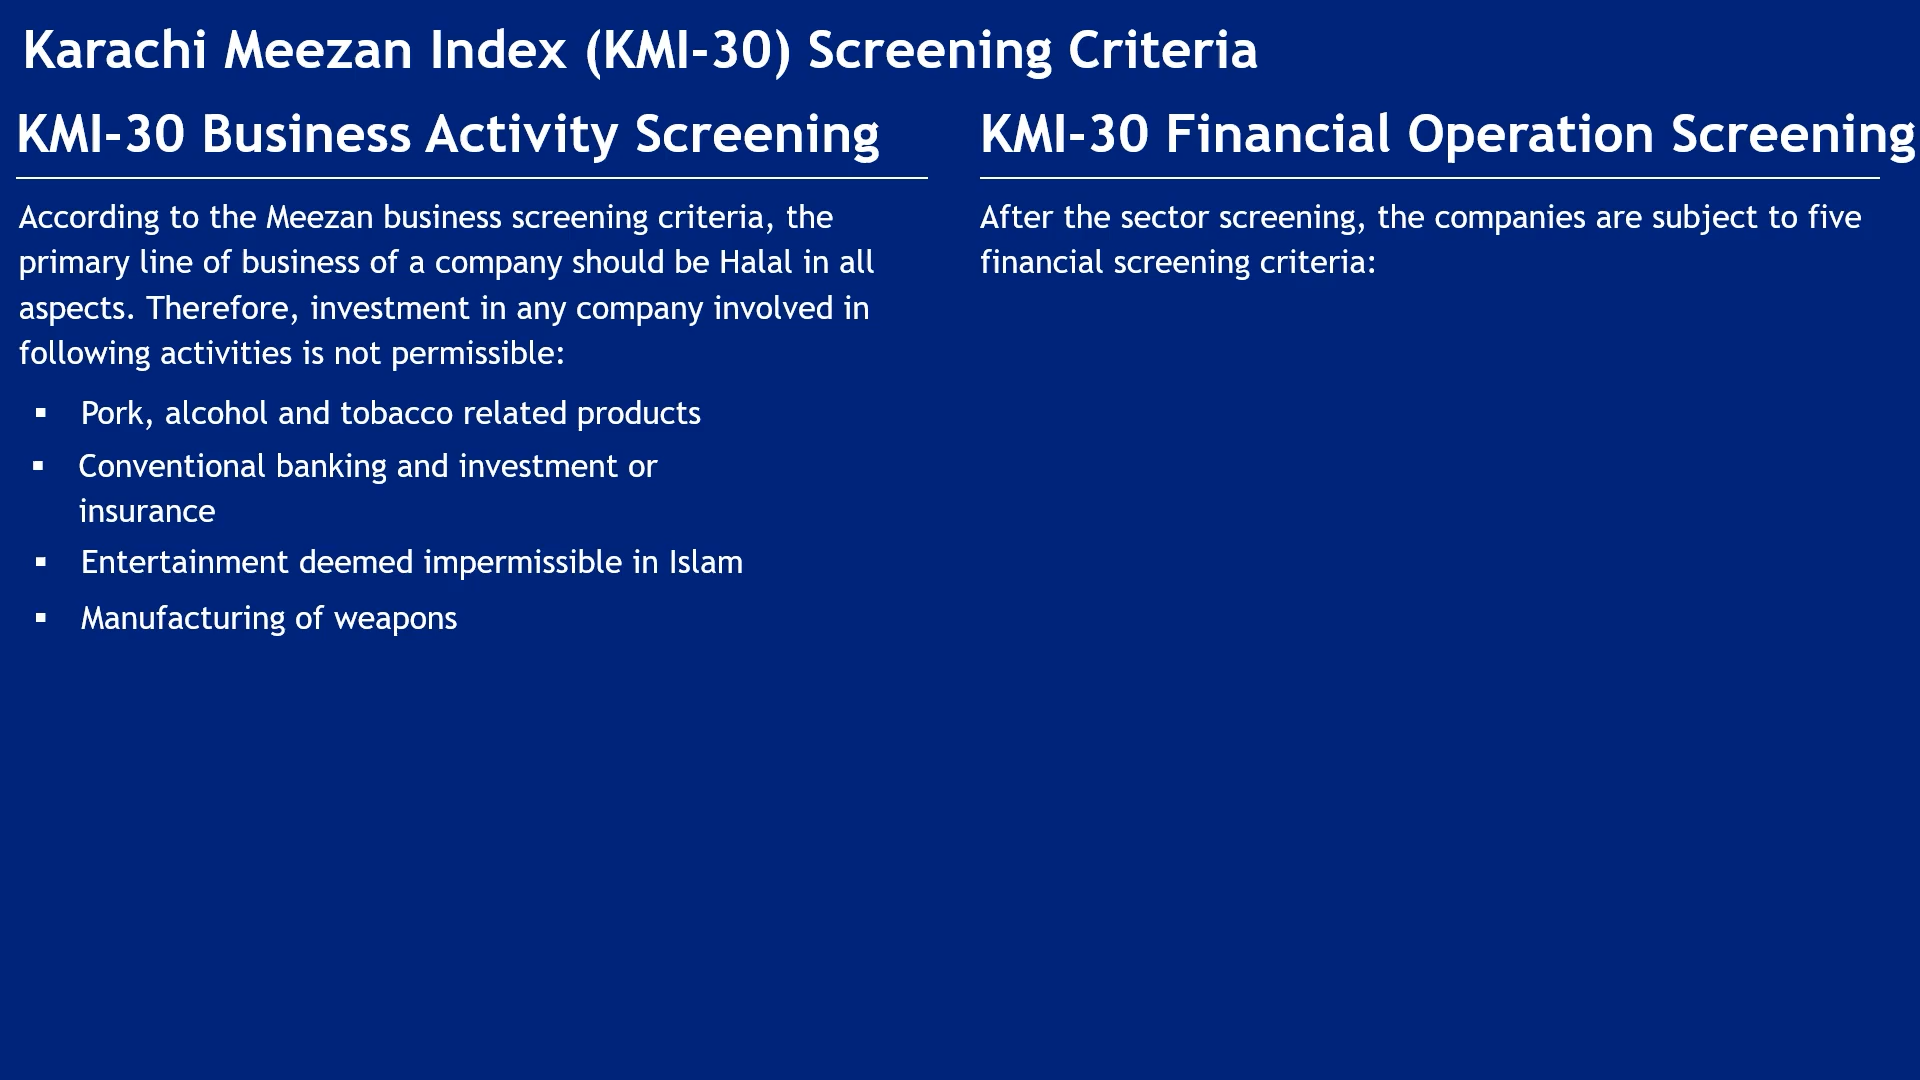 Karachi Meezan Index (KMI-30) Screening Criteria
KMI-30 Business Activity Screening
According to the Meezan business screening criteria, the
primary line of business of a company should be Halal in all
aspects. Therefore, investment in any company involved in
following activities is not permissible:
▪ Pork, alcohol and tobacco related products
▪ Conventional banking and investment or
insurance
▪ Entertainment deemed impermissible in Islam
▪ Manufacturing of weapons
KMI-30 Financial Operation Screening
After the sector screening, the companies are subject to five
financial screening criteria: